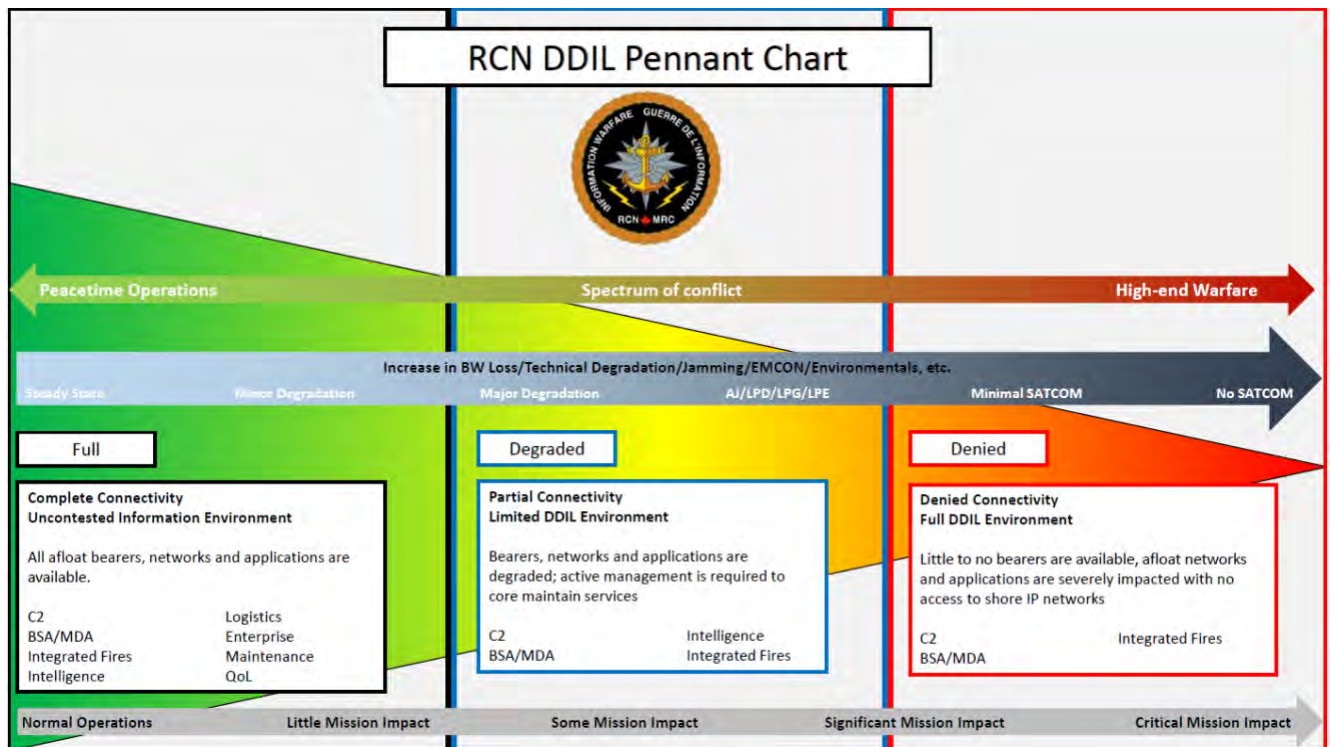 RCN DDIL Pennant Chart
INFORMATION WARFARE GUERRE DE L'INFORMATION
RCN MRC
Peacetime Operations Spectrum of conflict High-end Warfare
Increase in BW Loss/Technical Degradation/Jamming/EMCON/Environmentals, etc.
Steady State Minor Degradation Major Degradation AJ/LPD/LPG/LPE Minimal SATCOM No SATCOM
Full
Complete Connectivity
Uncontested Information Environment
All afloat bearers, networks and applications are
available.
C2 Logistics
BSA/MDA Enterprise
Integrated Fires Maintenance
Intelligence QoL
Degraded
Partial Connectivity
Limited DDIL Environment
Bearers, networks and applications are
degraded; active management is required to
core maintain services
C2 Intelligence
BSA/MDA Integrated Fires
Denied
Denied Connectivity
Full DDIL Environment
Little to no bearers are available, afloat networks
and applications are severely impacted with no
access to shore IP networks
C2 Integrated Fires
BSA/MDA
Normal Operations Little Mission Impact Some Mission Impact Significant Mission Impact Critical Mission Impact